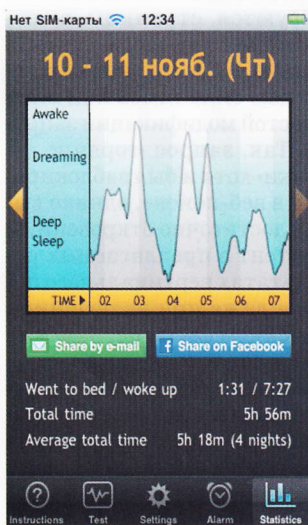 Нет SIM-карты 12:34
10 - 11 нояб. (Чт)
Awake
Dreaming
Deep
Sleep
TIME 02 03 04 05 06 07
Share by e-mail f Share on Facebook
Went to bed / woke up 1:31 / 7:27
Total time 5h 56m
Average total time 5h 18m (4 nights)
Instructions Test Settings Alarm Statistics